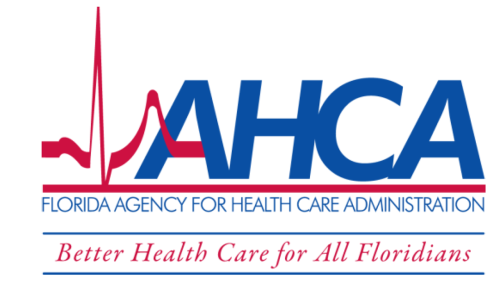 AHCA
FLORIDA AGENCY FOR HEALTH CARE ADMINISTRATION
Better Health Care for All Floridians